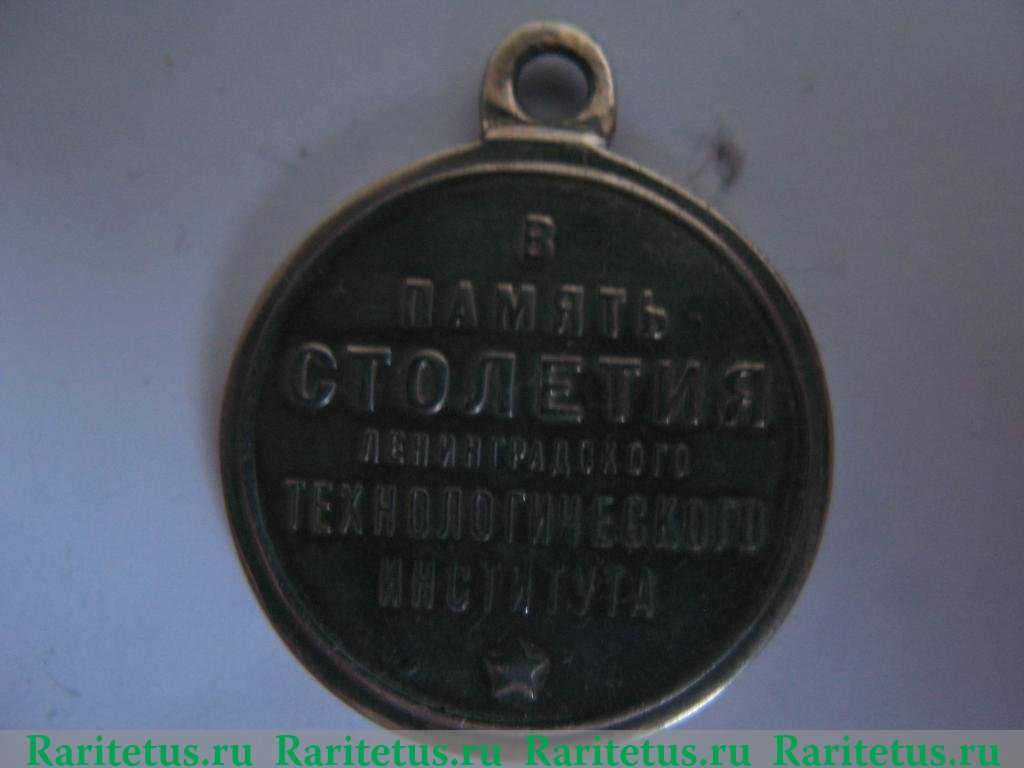 В
ПАМЯТЬ
СТОЛЕТИЯ
ЛЕНИНГРАДСКОГО
ТЕХНОЛОГИЧЕСКОГО
ИНСТИТУТА
Raritetus.ru Raritetus.ru Raritetus.ru Raritetus.ru